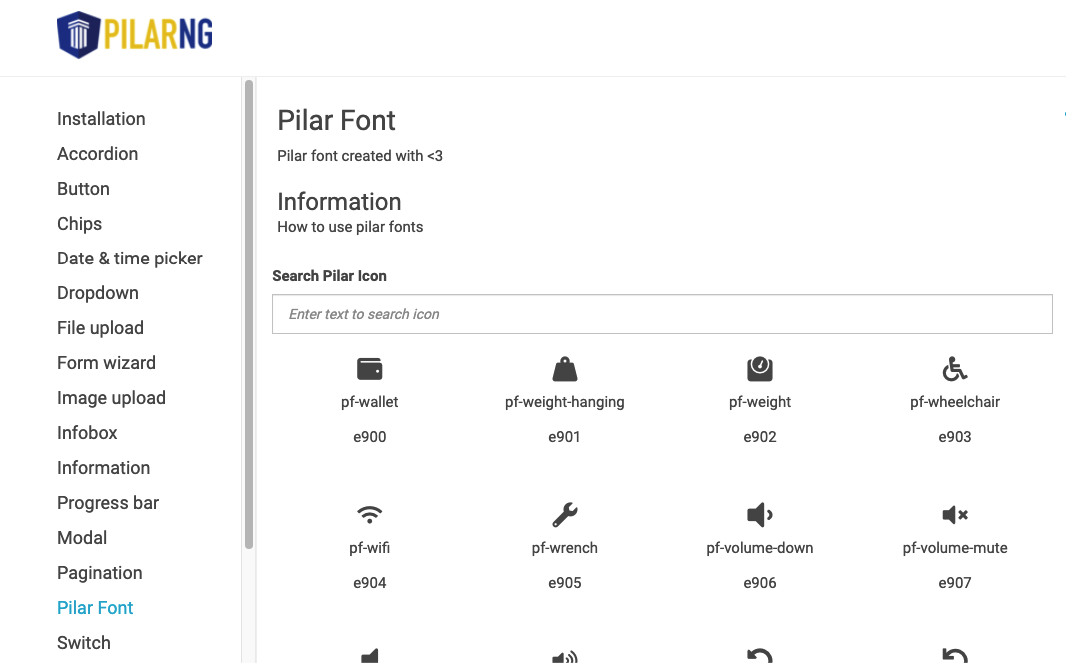 PILARNG
Installation
Accordion
Button
Chips
Date & time picker
Dropdown
File upload
Form wizard
Image upload
Infobox
Information
Progress bar
Modal
Pagination
Pilar Font
Switch
Pilar Font
Pilar font created with <3
Information
How to use pilar fonts
Search Pilar Icon
Enter text to search icon
pf-wallet pf-weight-hanging pf-weight pf-wheelchair
e900 e901 e902 e903
pf-wifi pf-wrench pf-volume-down pf-volume-mute
e904 e905 e906 e907